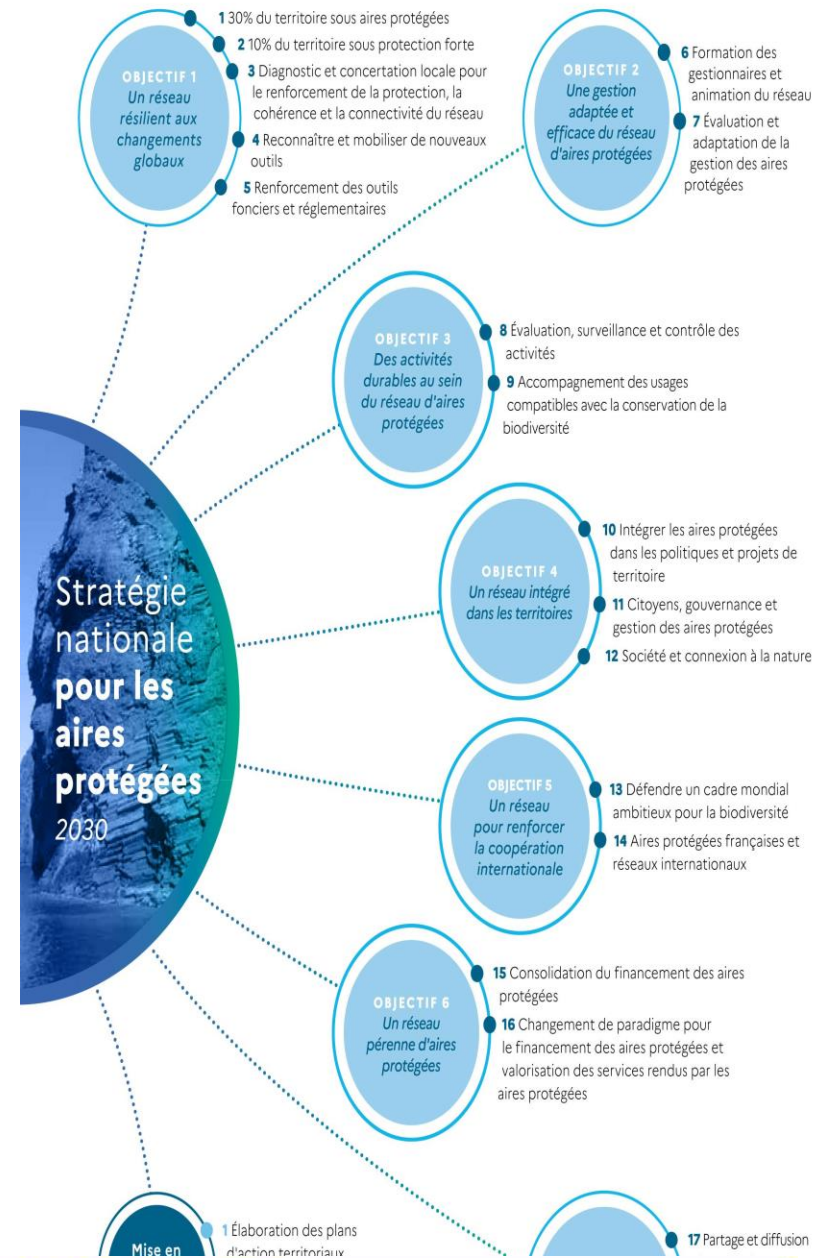 OBJECTIF 1
Un réseau
résilient aux
changements
globaux
1 30% du territoire sous aires protégées
2 10% du territoire sous protection forte
3 Diagnostic et concertation locale pour
le renforcement de la protection, la
cohérence et la connectivité du réseau
4 Reconnaître et mobiliser de nouveaux
outils
5 Renforcement des outils
fonciers et réglementaires
OBJECTIF 2
Une gestion
adaptée et
efficace du réseau
d'aires protégées
6 Formation des
gestionnaires et
animation du réseau
7 Évaluation et
adaptation de la
gestion des aires
protégées
OBJECTIF 3
Des activités
durables au sein
du réseau d'aires
protégées
8 Évaluation, surveillance et contrôle des
activités
9 Accompagnement des usages
compatibles avec la conservation de la
biodiversité
Stratégie
nationale
pour les
aires
protégées
2030
OBJECTIF 4
Un réseau intégré
dans les territoires
10 Intégrer les aires protégées
dans les politiques et projets de
territoire
11 Citoyens, gouvernance et
gestion des aires protégées
12 Société et connexion à la nature
OBJECTIF 5
Un réseau
pour renforcer
la coopération
internationale
13 Défendre un cadre mondial
ambitieux pour la biodiversité
14 Aires protégées françaises et
réseaux internationaux
OBJECTIF 6
Un réseau
pérenne d'aires
protégées
15 Consolidation du financement des aires
protégées
16 Changement de paradigme pour
le financement des aires protégées et
valorisation des services rendus par les
aires protégées
Mise en
1 Élaboration des plans
d'action territoriaux
17 Partage et diffusion